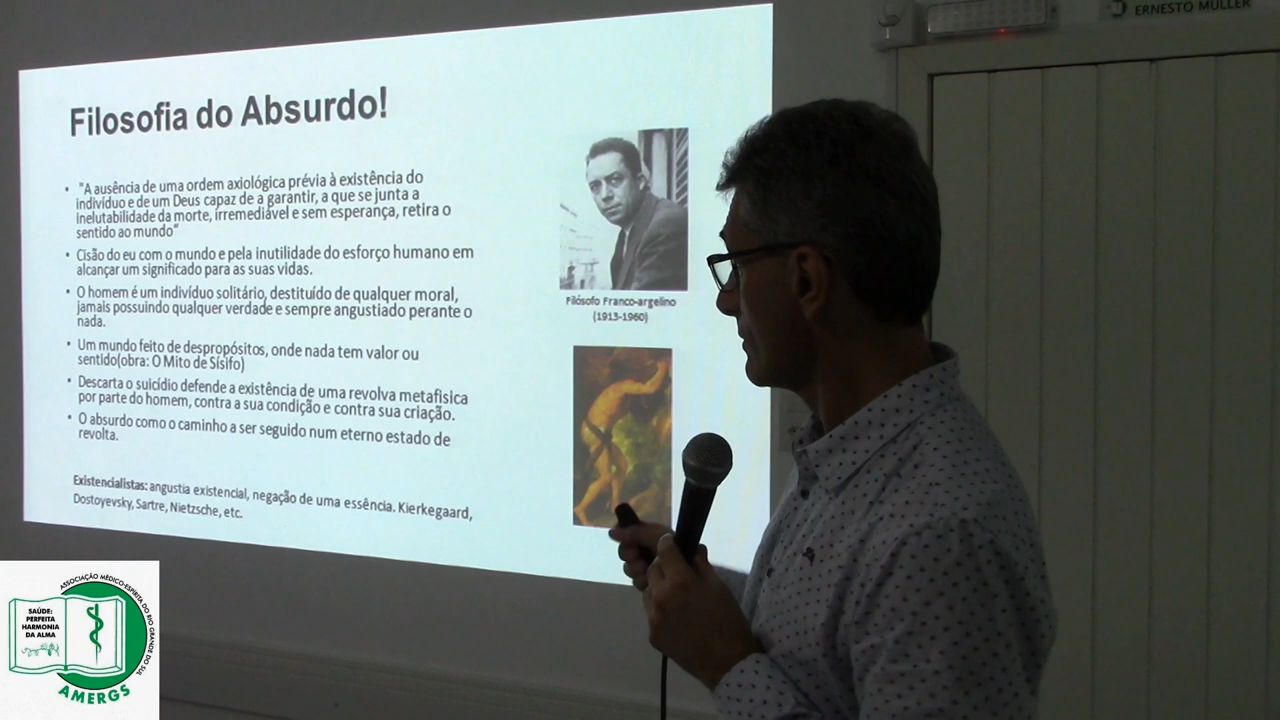 ERNESTO MÜLLER
Filosofia do Absurdo!
• "A ausência de uma ordem axiológica prévia à existência do
indivíduo e de um Deus capaz de a garantir, a que se junta a
inelutabilidade da morte, irremediável e sem esperança, retira o
sentido ao mundo“
• Cisão do eu com o mundo e pela inutilidade do esforço humano em
alcançar um significado para as suas vidas.
• O homem é um indivíduo solitário, destituído de qualquer moral,
jamais possuindo qualquer verdade e sempre angustiado perante o
nada.
• Um mundo feito de despropósitos, onde nada tem valor ou
sentido(obra: O Mito de Sísifo)
• Descarta o suicídio defende a existência de uma revolva metafisica
por parte do homem, contra a sua condição e contra sua criação.
• O absurdo como o caminho a ser seguido num eterno estado de
revolta.
Existencialistas: angustia existencial, negação de uma essência. Kierkegaard,
Dostoyevsky, Sartre, Nietzsche, etc.
Filósofo Franco-argelino
(1913-1960)
ASSOCIAÇÃO MÉDICO-ESPÍRITA DO RIO GRANDE DO SUL
SAÚDE:
PERFEITA
HARMONIA
DA ALMA
AMERGS